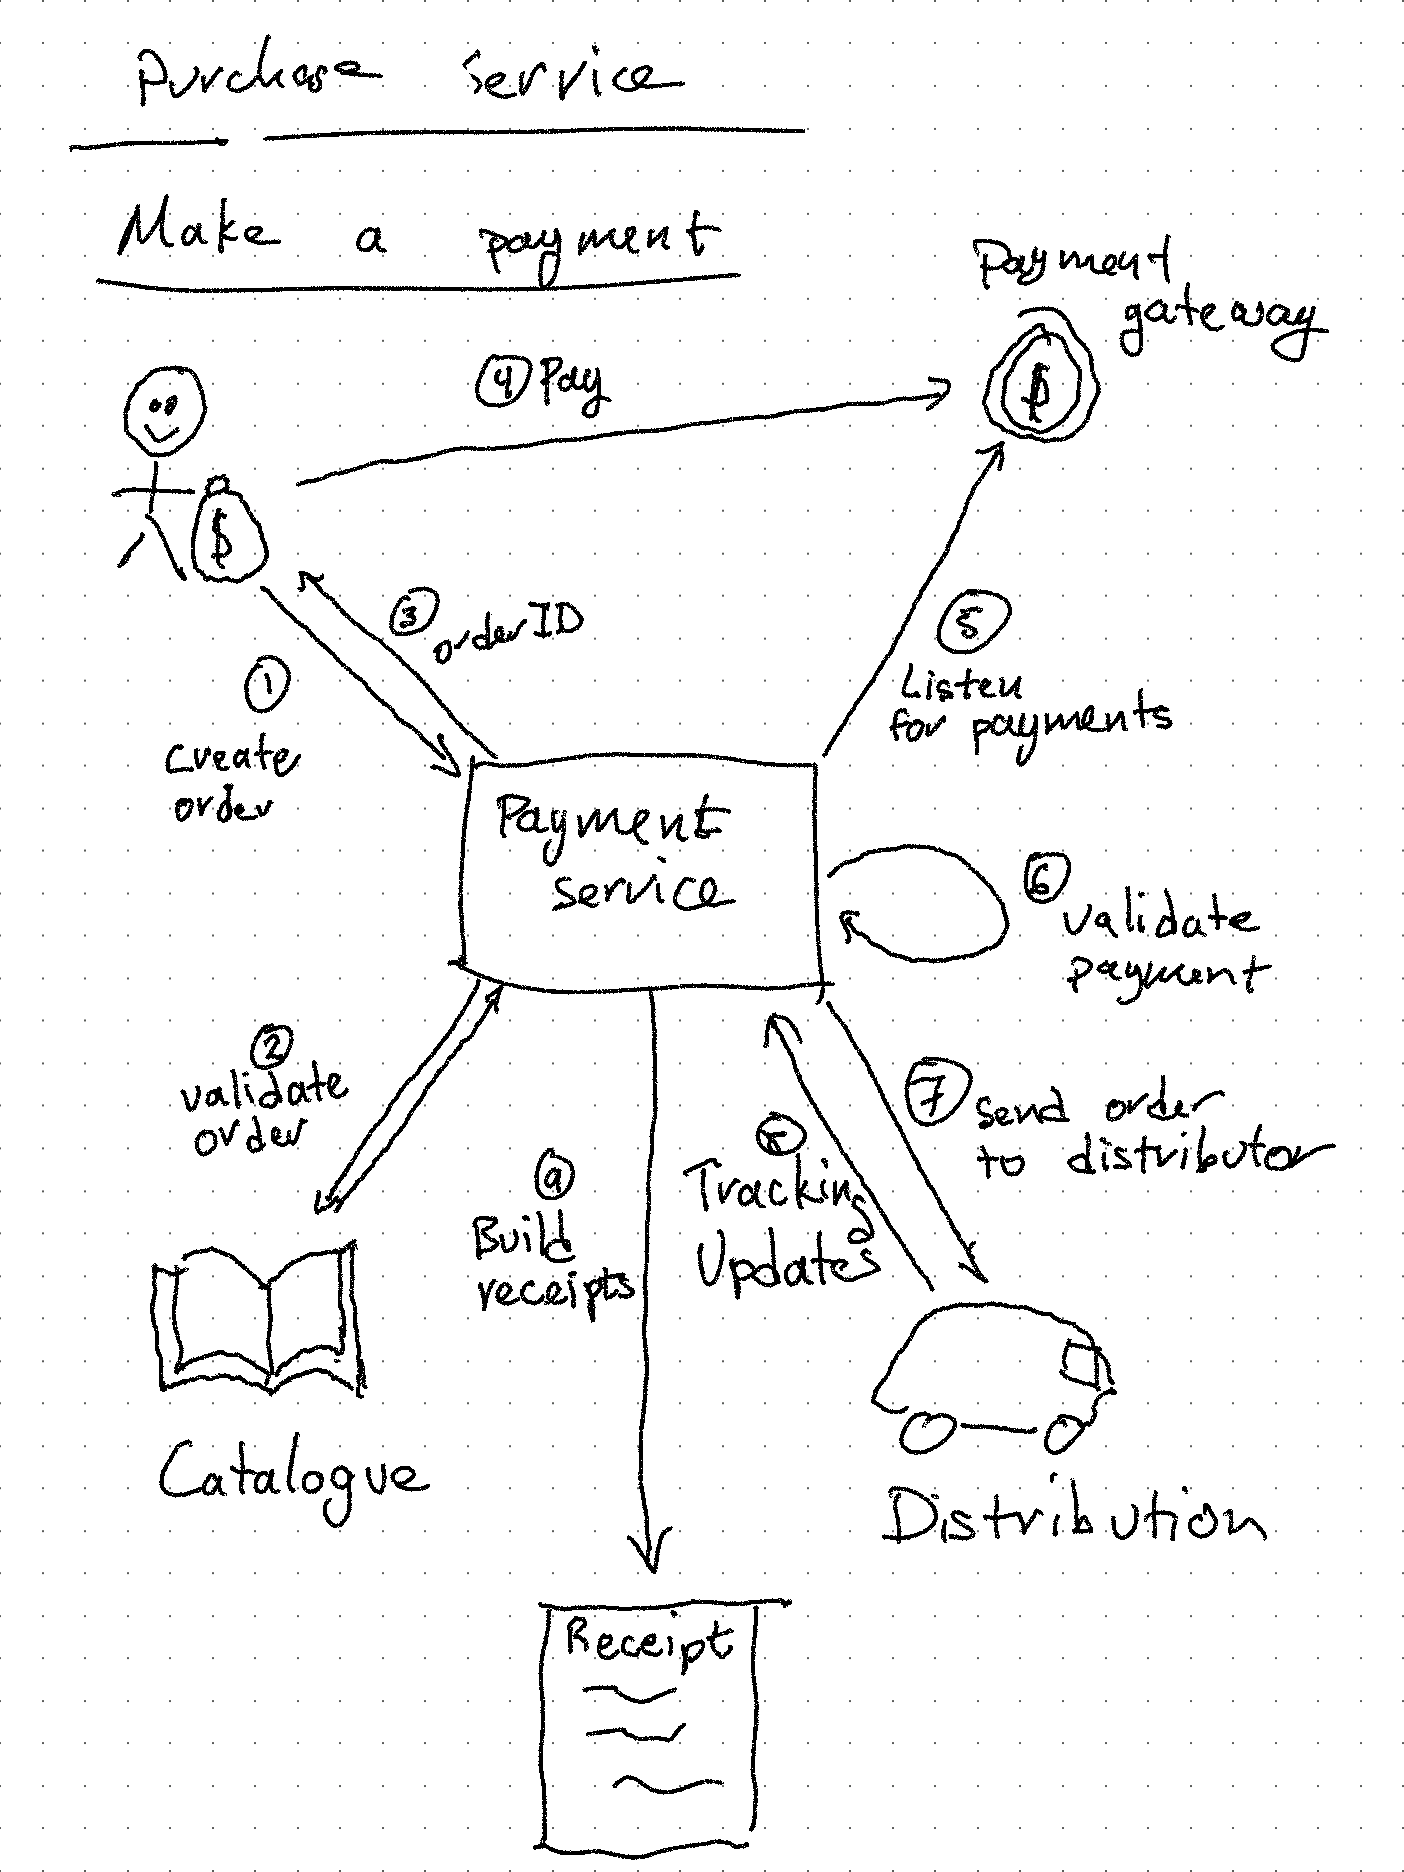 Purchase service
Make a payment
Payment
gateway
$
④ Pay
$
③
orderID
①
Create
order
⑤
Listen
for payments
Payment
service
⑥
validate
payment
②
validate
order
⑦ Send order
to distributor
⑧
Tracking
Updates
⑨
Build
receipts
Catalogue
Distribution
Receipt